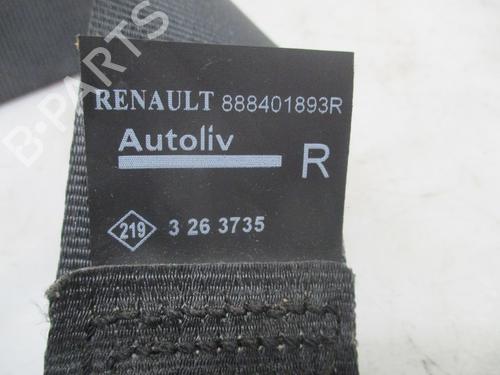 B-PARTS
RENAULT 888401893R
Autoliv
R
219 3 26 3735